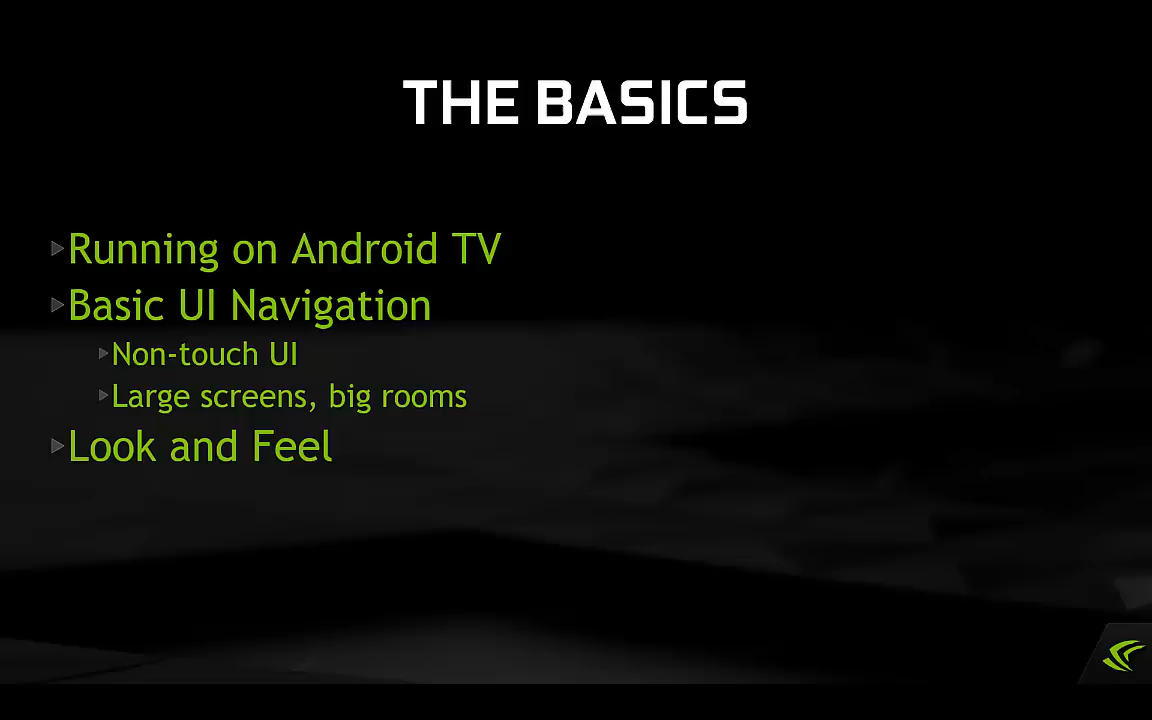 THE BASICS
Running on Android TV
Basic UI Navigation
Non-touch UI
Large screens, big rooms
Look and Feel